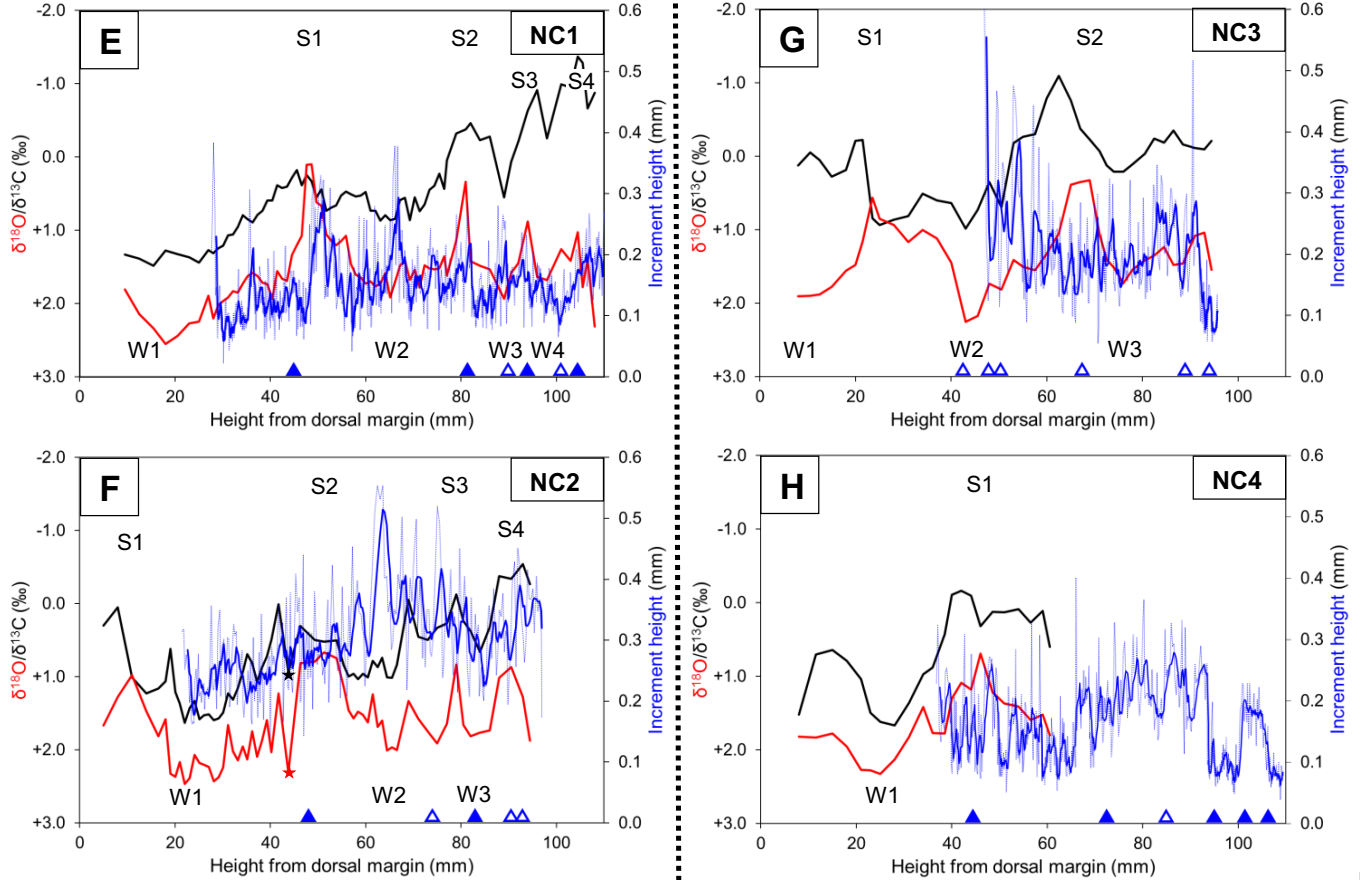 E
NC1
S1
S2
S3
S4
W1
W2
W3
W4
-2.0
-1.0
0.0
+1.0
+2.0
+3.0
δ18O/δ13C (‰)
0.6
0.5
0.4
0.3
0.2
0.1
0.0
Increment height (mm)
0 20 40 60 80 100
Height from dorsal margin (mm)
G
NC3
S1
S2
W1
W2
W3
-2.0
-1.0
0.0
+1.0
+2.0
+3.0
δ18O/δ13C (‰)
0.6
0.5
0.4
0.3
0.2
0.1
0.0
Increment height (mm)
0 20 40 60 80 100
Height from dorsal margin (mm)
F
NC2
S1
S2
S3
S4
W1
W2
W3
-2.0
-1.0
0.0
+1.0
+2.0
+3.0
δ18O/δ13C (‰)
0.6
0.5
0.4
0.3
0.2
0.1
0.0
Increment height (mm)
0 20 40 60 80 100
Height from dorsal margin (mm)
H
NC4
S1
W1
-2.0
-1.0
0.0
+1.0
+2.0
+3.0
δ18O/δ13C (‰)
0.6
0.5
0.4
0.3
0.2
0.1
0.0
Increment height (mm)
0 20 40 60 80 100
Height from dorsal margin (mm)